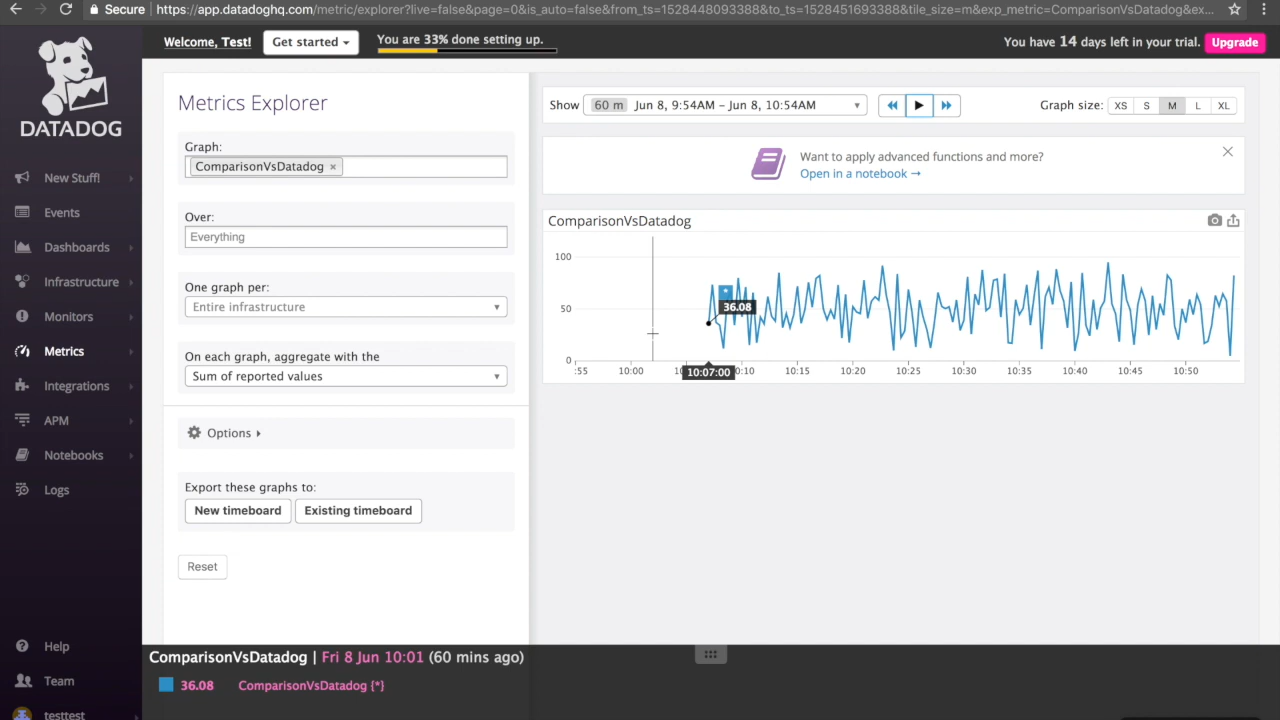 Secure | https://app.datadoghq.com/metric/explorer?live=false&page=0&is_auto=false&from_ts=1528448093388&to_ts=1528451693388&tile_size=m&exp_metric=ComparisonVsDatadog&ex...
Welcome, Test!
Get started
You are 33% done setting up.
You have 14 days left in your trial.
Upgrade
DATADOG
New Stuff!
Events
Dashboards
Infrastructure
Monitors
Metrics
Integrations
APM
Notebooks
Logs
Help
Team
testtest
Metrics Explorer
Graph:
ComparisonVsDatadog ×
Over:
Everything
One graph per:
Entire infrastructure
On each graph, aggregate with the
Sum of reported values
Options
Export these graphs to:
New timeboard Existing timeboard
Reset
Show 60 m Jun 8, 9:54AM – Jun 8, 10:54AM
Graph size: XS S M L XL
Want to apply advanced functions and more?
Open in a notebook →
ComparisonVsDatadog
100
50
0
*
36.08
:55 10:00 10:07:00 10:15 10:20 10:25 10:30 10:35 10:40 10:45 10:50
ComparisonVsDatadog | Fri 8 Jun 10:01 (60 mins ago)
36.08 ComparisonVsDatadog {*}